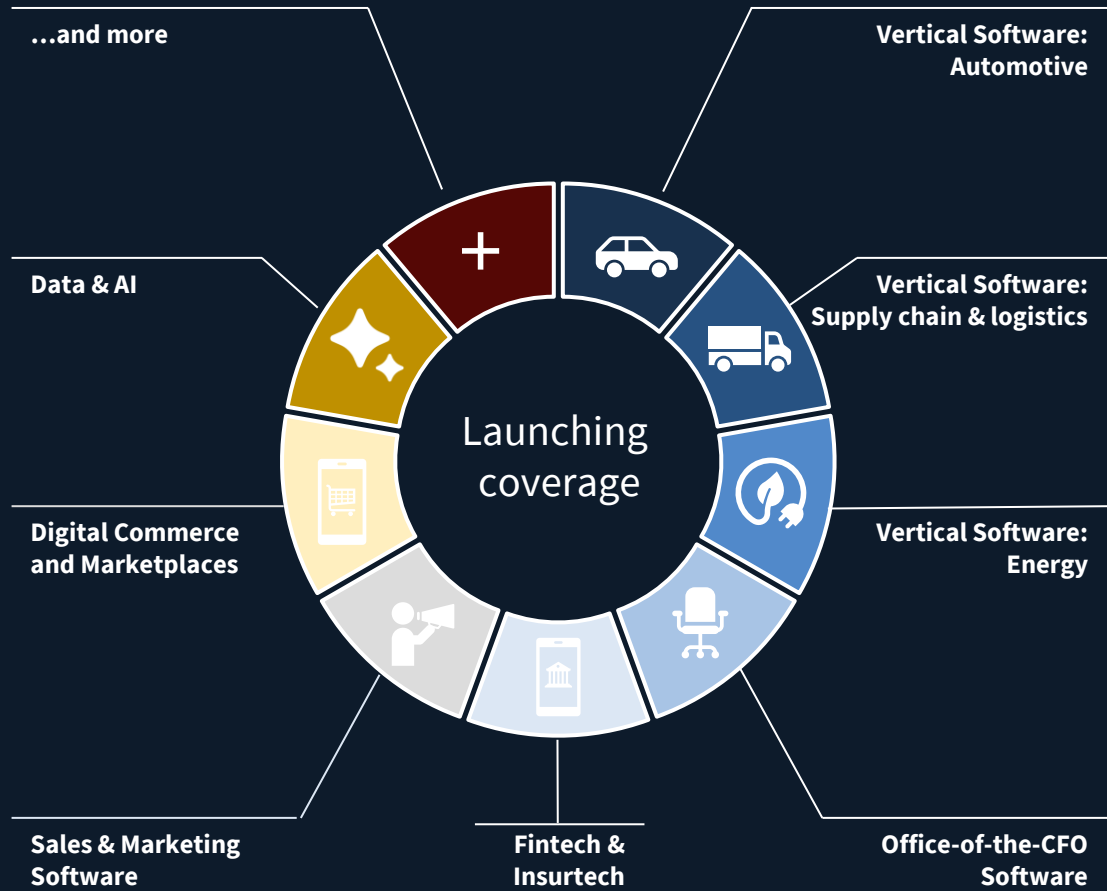 ...and more
Vertical Software:
Automotive
Data & AI
Vertical Software:
Supply chain & logistics
Launching
coverage
Digital Commerce
and Marketplaces
Vertical Software:
Energy
Sales & Marketing
Software
Fintech &
Insurtech
Office-of-the-CFO
Software